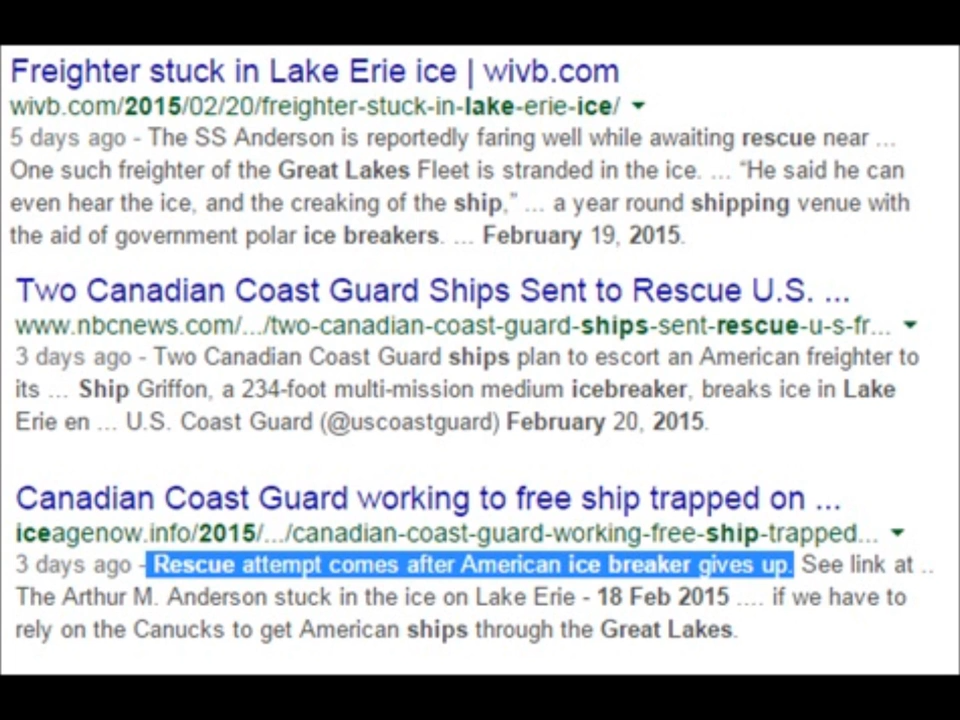 Freighter stuck in Lake Erie ice | wivb.com
wivb.com/2015/02/20/freighter-stuck-in-lake-erie-ice/
5 days ago - The SS Anderson is reportedly faring well while awaiting rescue near ...
One such freighter of the Great Lakes Fleet is stranded in the ice. ... “He said he can
even hear the ice, and the creaking of the ship,” ... a year round shipping venue with
the aid of government polar ice breakers. ... February 19, 2015.
Two Canadian Coast Guard Ships Sent to Rescue U.S. ...
www.nbcnews.com/.../two-canadian-coast-guard-ships-sent-rescue-u-s-fr...
3 days ago - Two Canadian Coast Guard ships plan to escort an American freighter to
its ... Ship Griffon, a 234-foot multi-mission medium icebreaker, breaks ice in Lake
Erie en ... U.S. Coast Guard (@uscoastguard) February 20, 2015.
Canadian Coast Guard working to free ship trapped on ...
iceagenow.info/2015/.../canadian-coast-guard-working-free-ship-trapped...
3 days ago - Rescue attempt comes after American ice breaker gives up. See link at ..
The Arthur M. Anderson stuck in the ice on Lake Erie - 18 Feb 2015 .... if we have to
rely on the Canucks to get American ships through the Great Lakes.